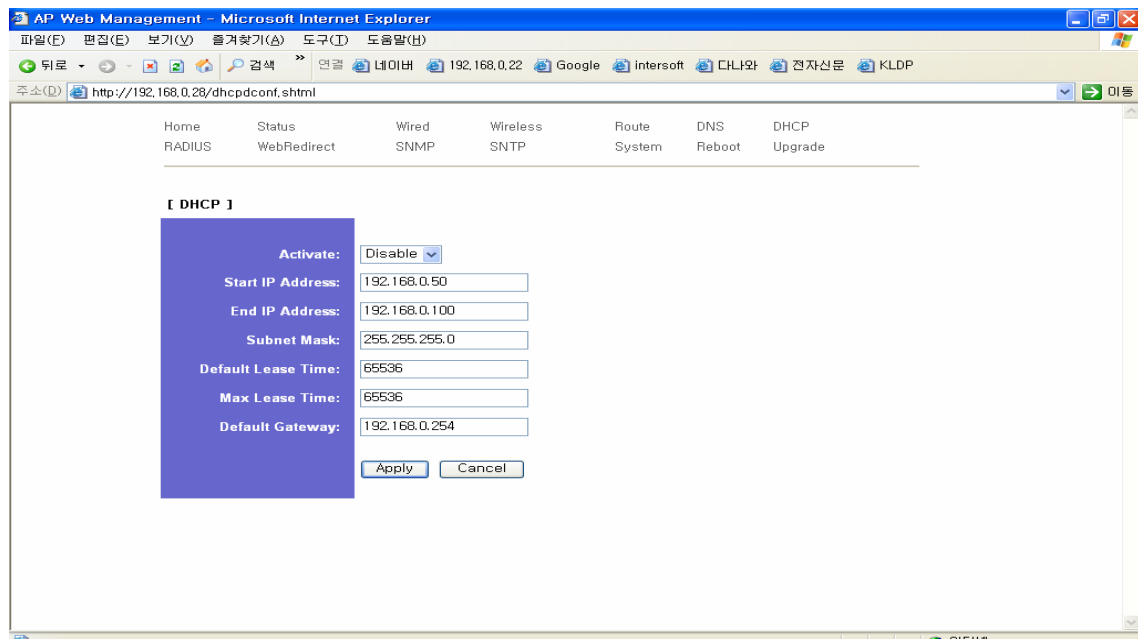 AP Web Management - Microsoft Internet Explorer
파일(F) 편집(E) 보기(V) 즐겨찾기(A) 도구(T) 도움말(H)
뒤로 검색 » 연결 네이버 192.168.0.22 Google intersoft 다나와 전자신문 KLDP
주소(D) http://192.168.0.28/dhcpdconf.shtml 이동
Home Status Wired Wireless Route DNS DHCP
RADIUS WebRedirect SNMP SNTP System Reboot Upgrade
[ DHCP ]
Activate: Disable
Start IP Address: 192.168.0.50
End IP Address: 192.168.0.100
Subnet Mask: 255.255.255.0
Default Lease Time: 65536
Max Lease Time: 65536
Default Gateway: 192.168.0.254
Apply Cancel